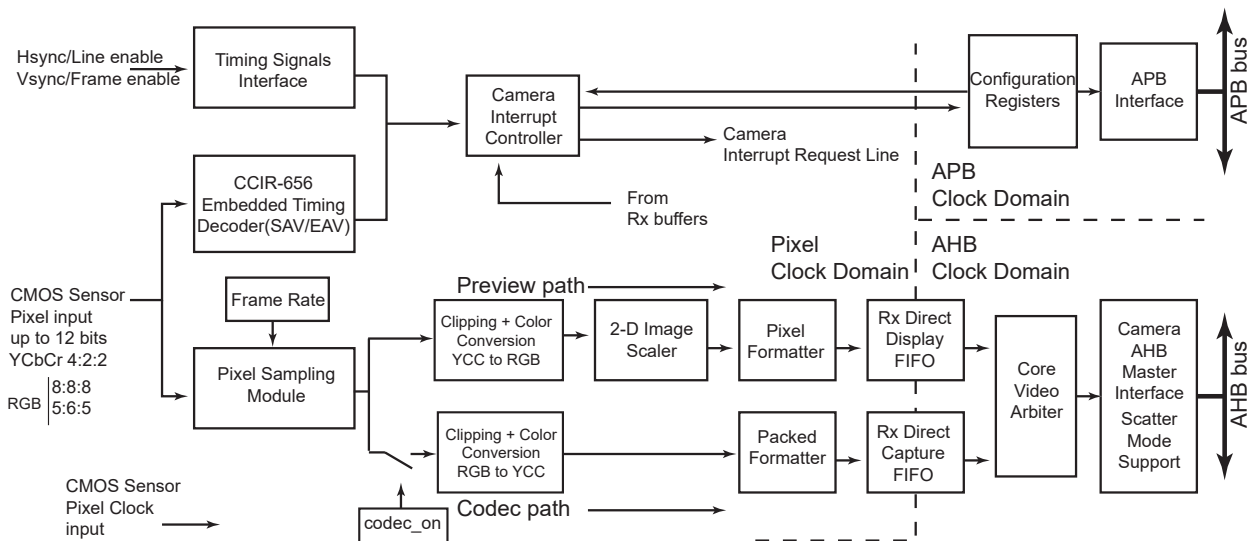 Hsync/Line enable
Vsync/Frame enable
Timing Signals
Interface
Camera
Interrupt
Controller
Configuration
Registers
APB
Interface
APB bus
Camera
Interrupt Request Line
CCIR-656
Embedded Timing
Decoder(SAV/EAV)
From
Rx buffers
APB
Clock Domain
Pixel
Clock Domain
AHB
Clock Domain
CMOS Sensor
Pixel input
up to 12 bits
YCbCr 4:2:2
RGB
8:8:8
5:6:5
Frame Rate
Pixel Sampling
Module
Preview path
Clipping + Color
Conversion
YCC to RGB
2-D Image
Scaler
Pixel
Formatter
Rx Direct
Display
FIFO
Core
Video
Arbiter
Camera
AHB
Master
Interface
Scatter
Mode
Support
AHB bus
Clipping + Color
Conversion
RGB to YCC
Packed
Formatter
Rx Direct
Capture
FIFO
Codec path
codec_on
CMOS Sensor
Pixel Clock
input